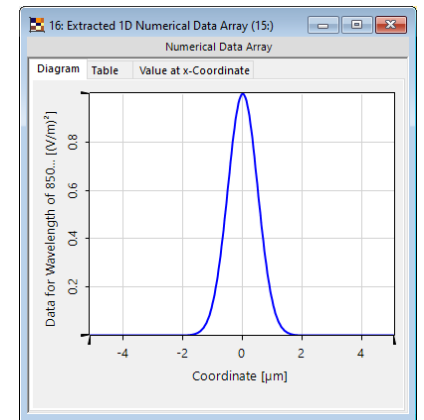 16: Extracted 1D Numerical Data Array (15:)
Numerical Data Array
Diagram Table Value at x-Coordinate
Data for Wavelength of 850... [(V/m)²]
0.8
0.6
0.4
0.2
-4 -2 0 2 4
Coordinate [µm]